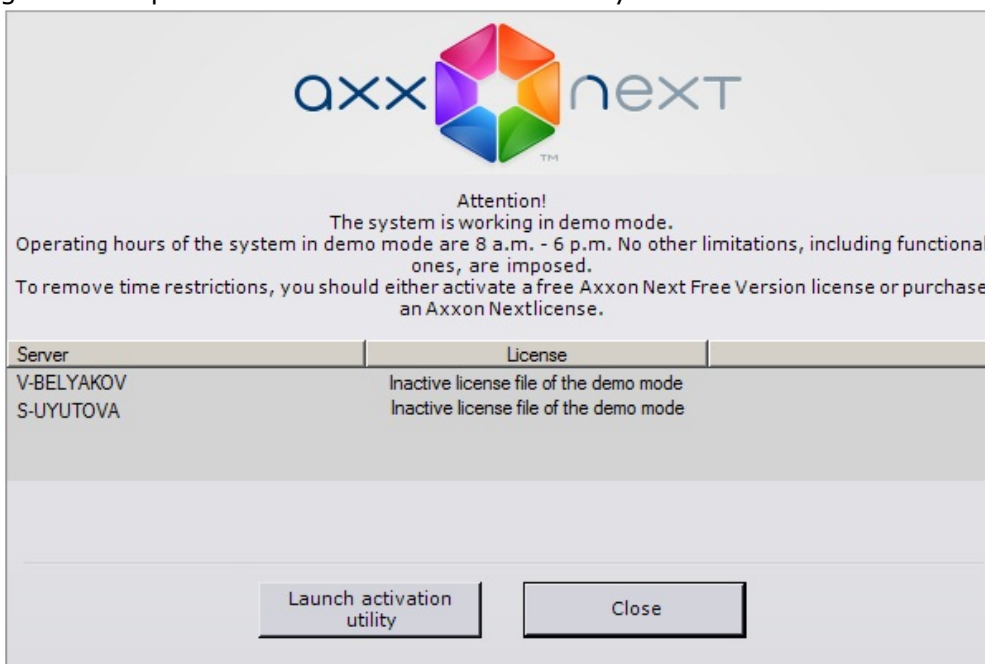 axx next
TM
Attention!
The system is working in demo mode.
Operating hours of the system in demo mode are 8 a.m. - 6 p.m. No other limitations, including functional
ones, are imposed.
To remove time restrictions, you should either activate a free Axxon Next Free Version license or purchase
an Axxon Nextlicense.
Server License
V-BELYAKOV Inactive license file of the demo mode
S-UYUTOVA Inactive license file of the demo mode
Launch activation
utility
Close